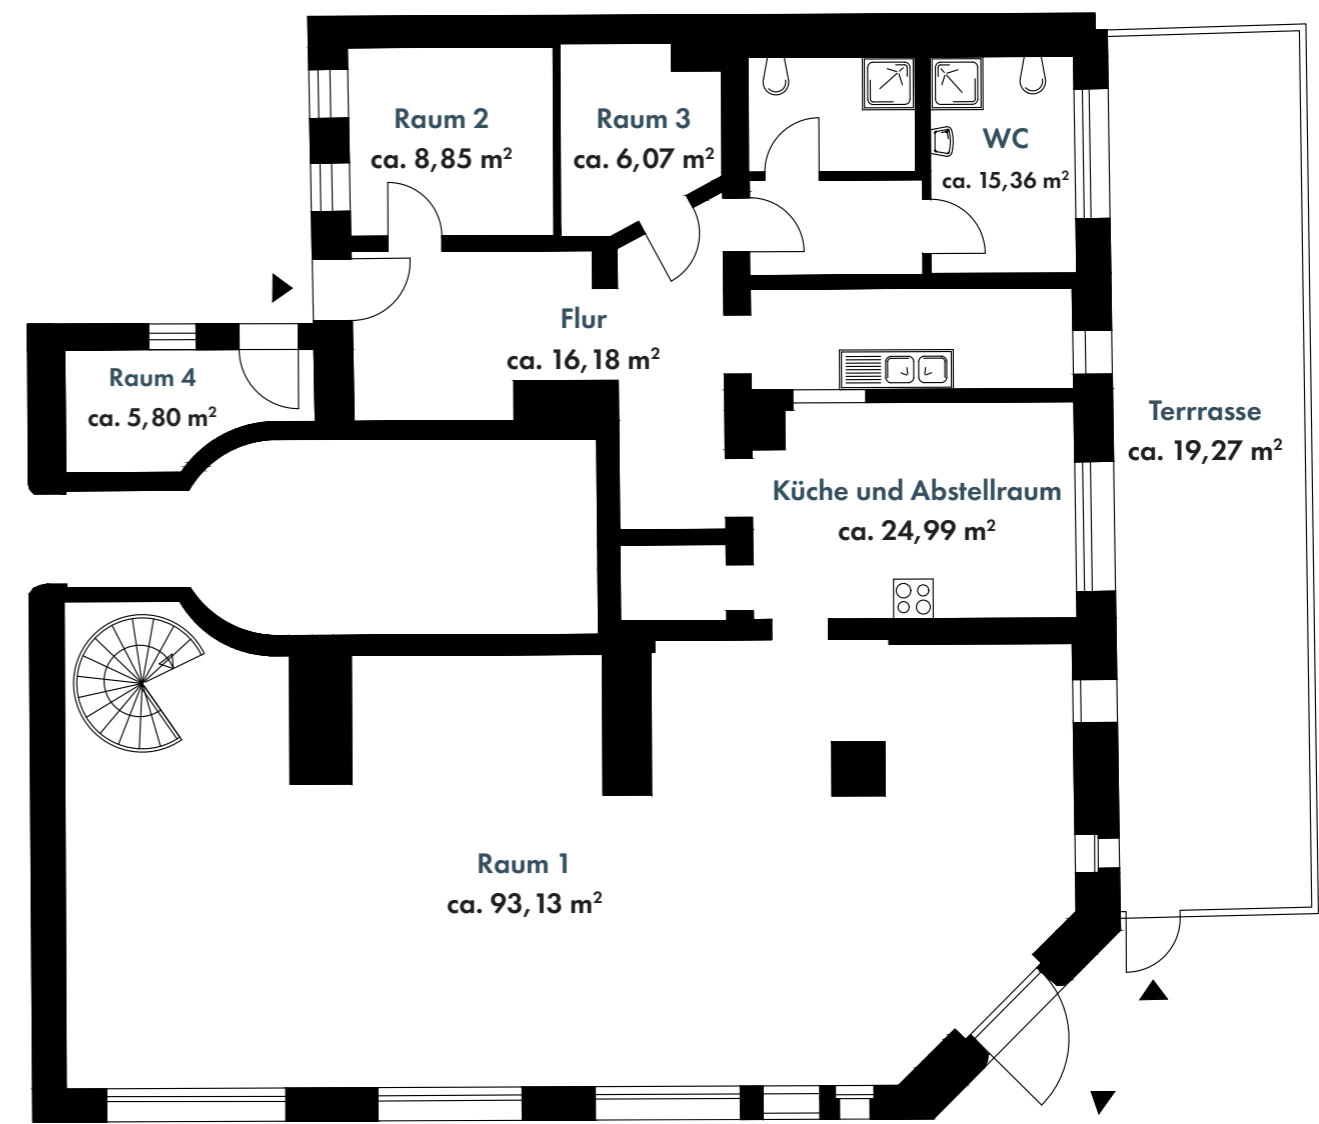 Raum 2
ca. 8,85 m²
Raum 3
ca. 6,07 m²
WC
ca. 15,36 m²
Flur
ca. 16,18 m²
Raum 4
ca. 5,80 m²
Terrrasse
ca. 19,27 m²
Küche und Abstellraum
ca. 24,99 m²
Raum 1
ca. 93,13 m²